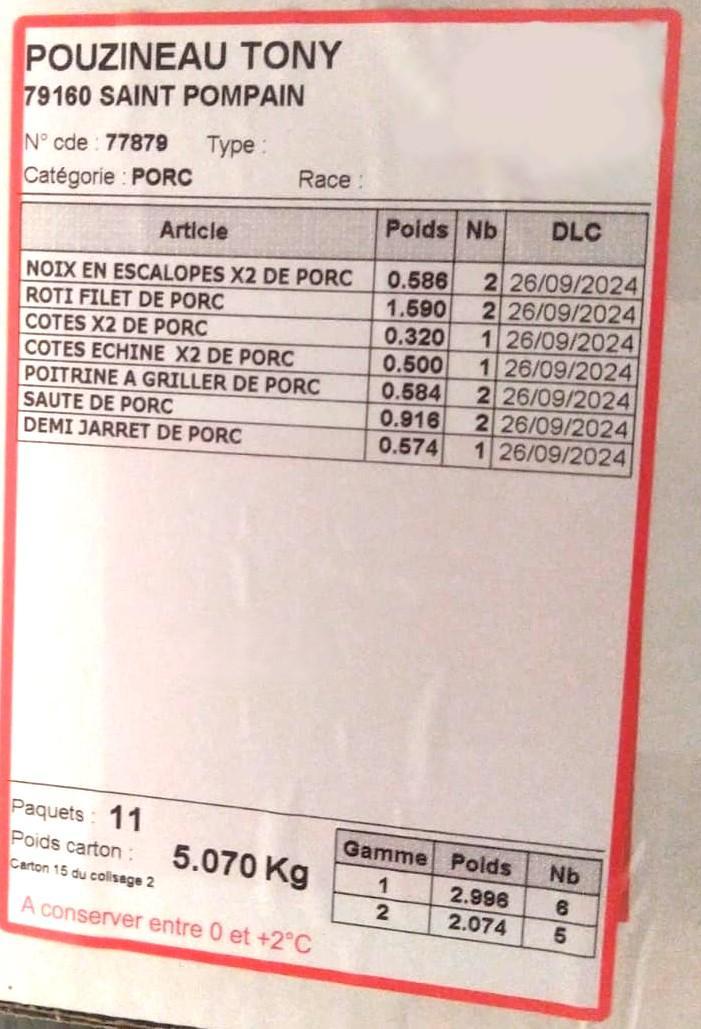 POUZINEAU TONY
79160 SAINT POMPAIN
N° cde : 77879 Type :
Catégorie : PORC Race :
Article Poids Nb DLC
NOIX EN ESCALOPES X2 DE PORC 0.586 2 26/09/2024
ROTI FILET DE PORC 1.590 2 26/09/2024
COTES X2 DE PORC 0.320 1 26/09/2024
COTES ECHINE X2 DE PORC 0.500 1 26/09/2024
POITRINE A GRILLER DE PORC 0.584 2 26/09/2024
SAUTE DE PORC 0.916 2 26/09/2024
DEMI JARRET DE PORC 0.574 1 26/09/2024
Paquets : 11
Poids carton : 5.070 Kg
Carton 15 du colisage 2
A conserver entre 0 et +2°C
Gamme Poids Nb
1 2.996 6
2 2.074 5